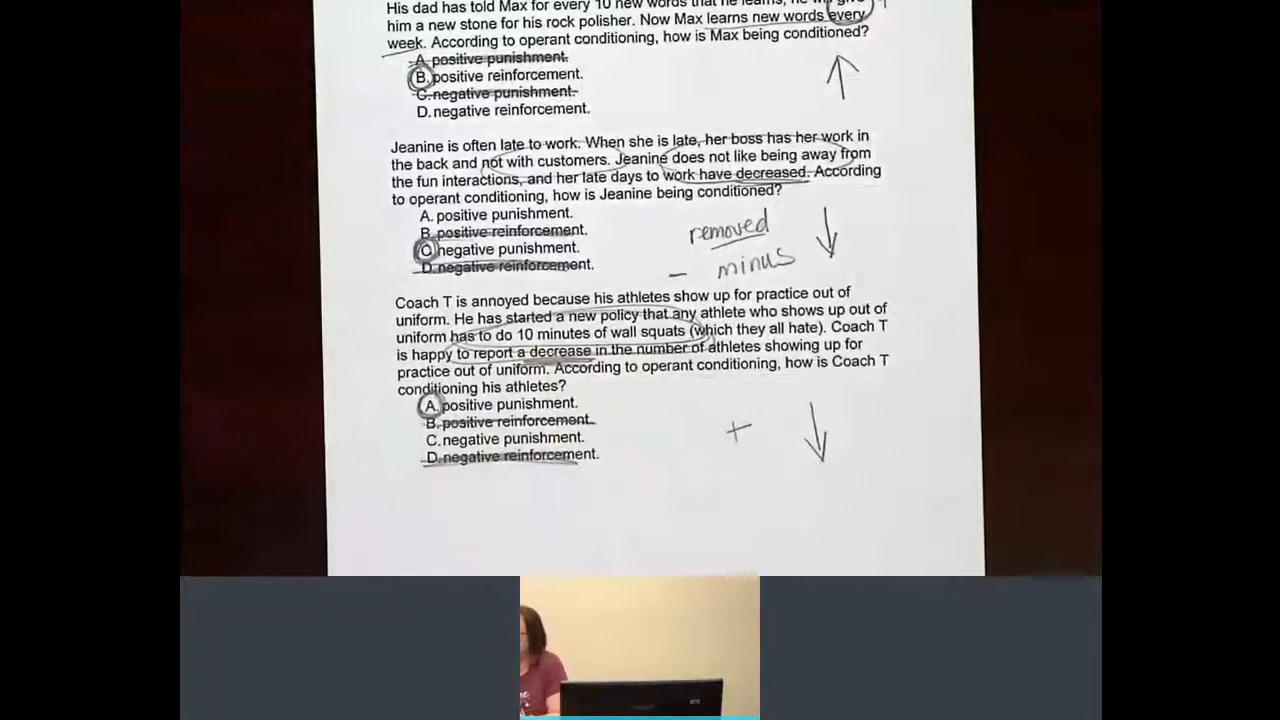 His dad has told Max for every 10 new words that he learns, he will give
him a new stone for his rock polisher. Now Max learns new words every
week. According to operant conditioning, how is Max being conditioned?
A. positive punishment.
B. positive reinforcement.
C. negative punishment.
D. negative reinforcement.
Jeanine is often late to work. When she is late, her boss has her work in
the back and not with customers. Jeanine does not like being away from
the fun interactions, and her late days to work have decreased. According
to operant conditioning, how is Jeanine being conditioned?
A. positive punishment.
B. positive reinforcement.
C. negative punishment.
D. negative reinforcement.
removed
- minus
Coach T is annoyed because his athletes show up for practice out of
uniform. He has started a new policy that any athlete who shows up out of
uniform has to do 10 minutes of wall squats (which they all hate). Coach T
is happy to report a decrease in the number of athletes showing up for
practice out of uniform. According to operant conditioning, how is Coach T
conditioning his athletes?
A. positive punishment.
B. positive reinforcement.
C. negative punishment.
D. negative reinforcement.
+